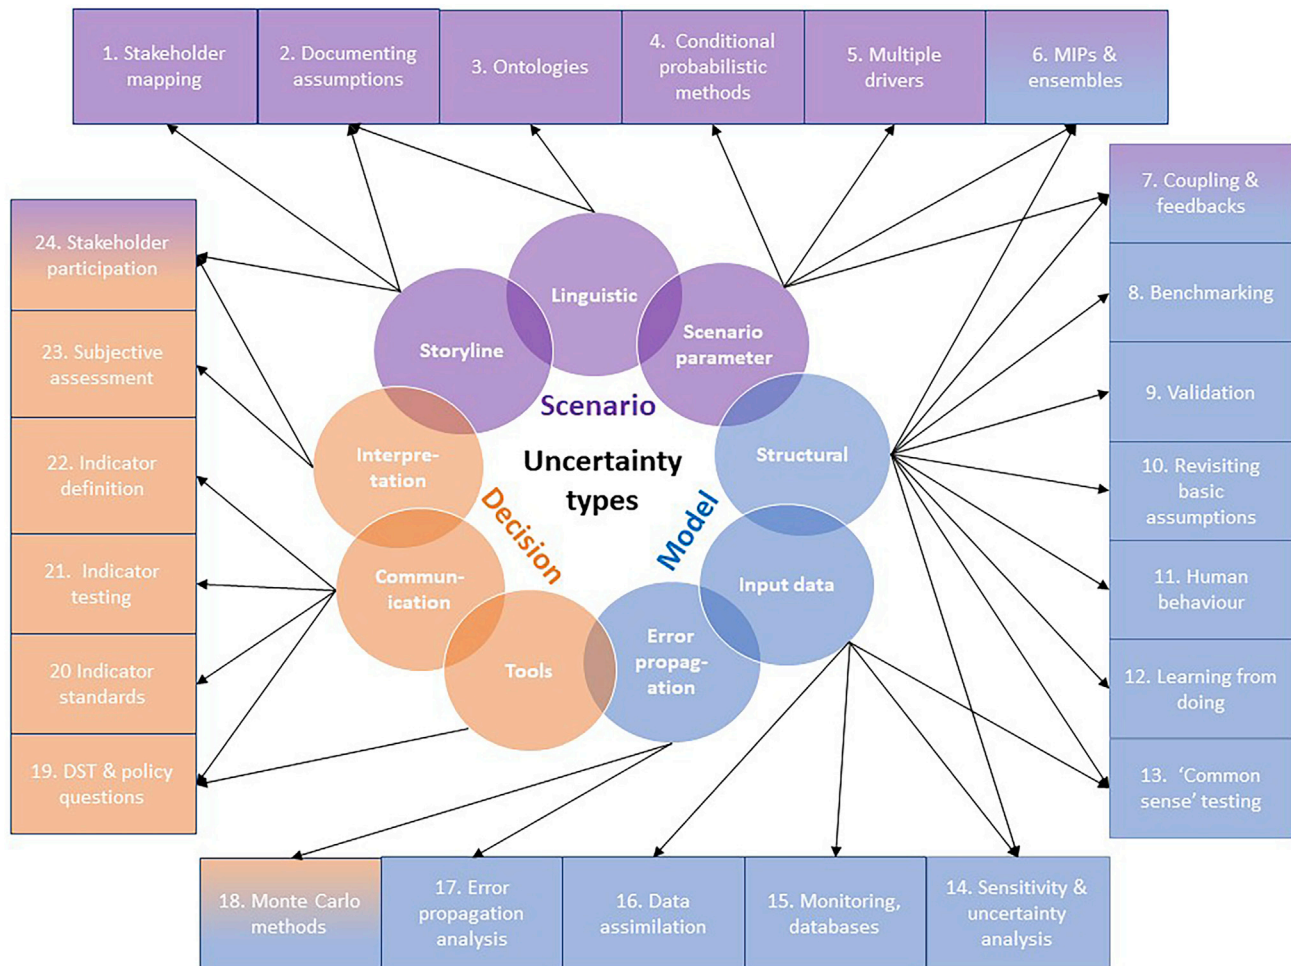 1. Stakeholder
mapping
2. Documenting
assumptions
3. Ontologies
4. Conditional
probabilistic
methods
5. Multiple
drivers
6. MIPs &
ensembles
7. Coupling &
feedbacks
8. Benchmarking
9. Validation
10. Revisiting
basic
assumptions
11. Human
behaviour
12. Learning from
doing
13. ‘Common
sense’ testing
14. Sensitivity &
uncertainty
analysis
15. Monitoring,
databases
16. Data
assimilation
17. Error
propagation
analysis
18. Monte Carlo
methods
19. DST & policy
questions
20 Indicator
standards
21. Indicator
testing
22. Indicator
definition
23. Subjective
assessment
24. Stakeholder
participation
Linguistic
Storyline
Scenario
parameter
Structural
Input data
Error
propag-
ation
Tools
Commun-
ication
Interpre-
tation
Scenario
Uncertainty
types
Decision
Model